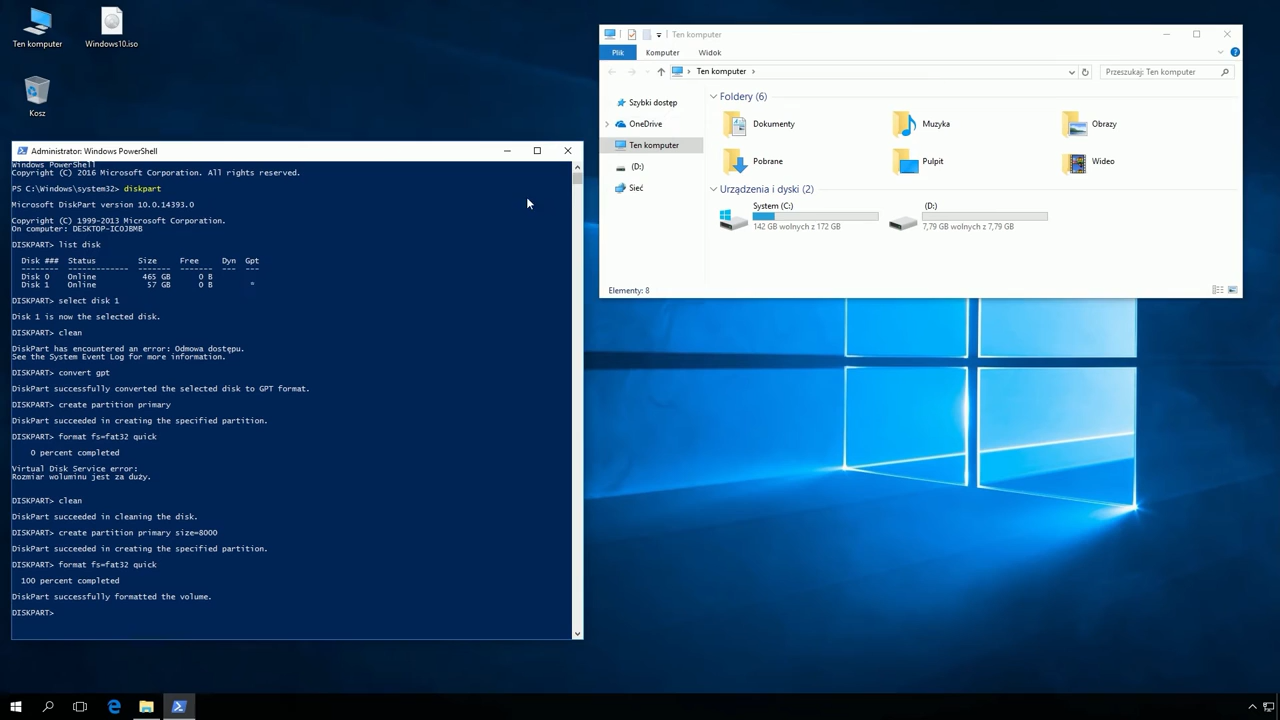 Ten komputer
Windows10.iso
Kosz
Administrator: Windows PowerShell
Windows PowerShell
Copyright (C) 2016 Microsoft Corporation. All rights reserved.
PS C:\Windows\system32> diskpart
Microsoft DiskPart version 10.0.14393.0
Copyright (C) 1999-2013 Microsoft Corporation.
On computer: DESKTOP-IC0JBMB
DISKPART> list disk
Disk ### Status Size Free Dyn Gpt
-------- ------------- ------- ------- --- ---
Disk 0 Online 465 GB 0 B
Disk 1 Online 57 GB 0 B *
DISKPART> select disk 1
Disk 1 is now the selected disk.
DISKPART> clean
DiskPart has encountered an error: Odmowa dostępu.
See the System Event Log for more information.
DISKPART> convert gpt
DiskPart successfully converted the selected disk to GPT format.
DISKPART> create partition primary
DiskPart succeeded in creating the specified partition.
DISKPART> format fs=fat32 quick
0 percent completed
Virtual Disk Service error:
Rozmiar woluminu jest za duży.
DISKPART> clean
DiskPart succeeded in cleaning the disk.
DISKPART> create partition primary size=8000
DiskPart succeeded in creating the specified partition.
DISKPART> format fs=fat32 quick
100 percent completed
DiskPart successfully formatted the volume.
DISKPART>
Ten komputer
Plik Komputer Widok
Ten komputer
Przeszukaj: Ten komputer
Szybki dostęp
OneDrive
Ten komputer
(D:)
Sieć
Foldery (6)
Dokumenty Muzyka Obrazy
Pobrane Pulpit Wideo
Urządzenia i dyski (2)
System (C:) (D:)
142 GB wolnych z 172 GB 7,79 GB wolnych z 7,79 GB
Elementy: 8